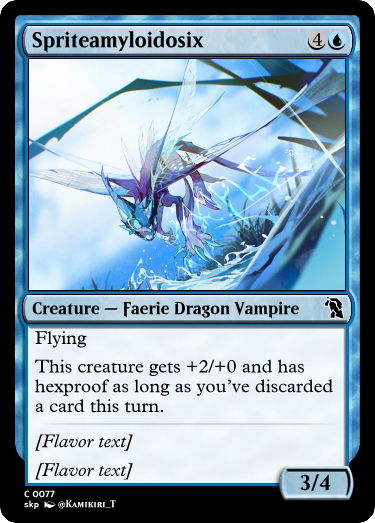 Spriteamyloidosix 4
Creature — Faerie Dragon Vampire
Flying
This creature gets +2/+0 and has
hexproof as long as you've discarded
a card this turn.
[Flavor text]
[Flavor text]
3/4
C 0077
skp @Kamikiri_T